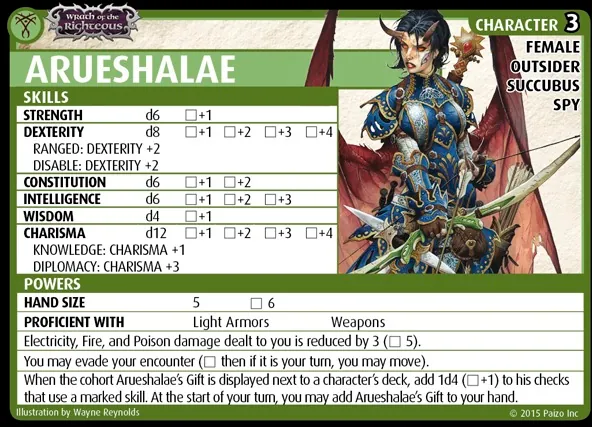 WRATH of the RIGHTEOUS
CHARACTER 3
ARUESHALAE
FEMALE
OUTSIDER
SUCCUBUS
SPY
SKILLS
STRENGTH d6 □+1
DEXTERITY d8 □+1 □+2 □+3 □+4
RANGED: DEXTERITY +2
DISABLE: DEXTERITY +2
CONSTITUTION d6 □+1 □+2
INTELLIGENCE d6 □+1 □+2 □+3
WISDOM d4 □+1
CHARISMA d12 □+1 □+2 □+3 □+4
KNOWLEDGE: CHARISMA +1
DIPLOMACY: CHARISMA +3
POWERS
HAND SIZE 5 □ 6
PROFICIENT WITH Light Armors Weapons
Electricity, Fire, and Poison damage dealt to you is reduced by 3 (□ 5).
You may evade your encounter (□ then if it is your turn, you may move).
When the cohort Arueshalae's Gift is displayed next to a character's deck, add 1d4 (□+1) to his checks
that use a marked skill. At the start of your turn, you may add Arueshalae's Gift to your hand.
Illustration by Wayne Reynolds
© 2015 Paizo Inc